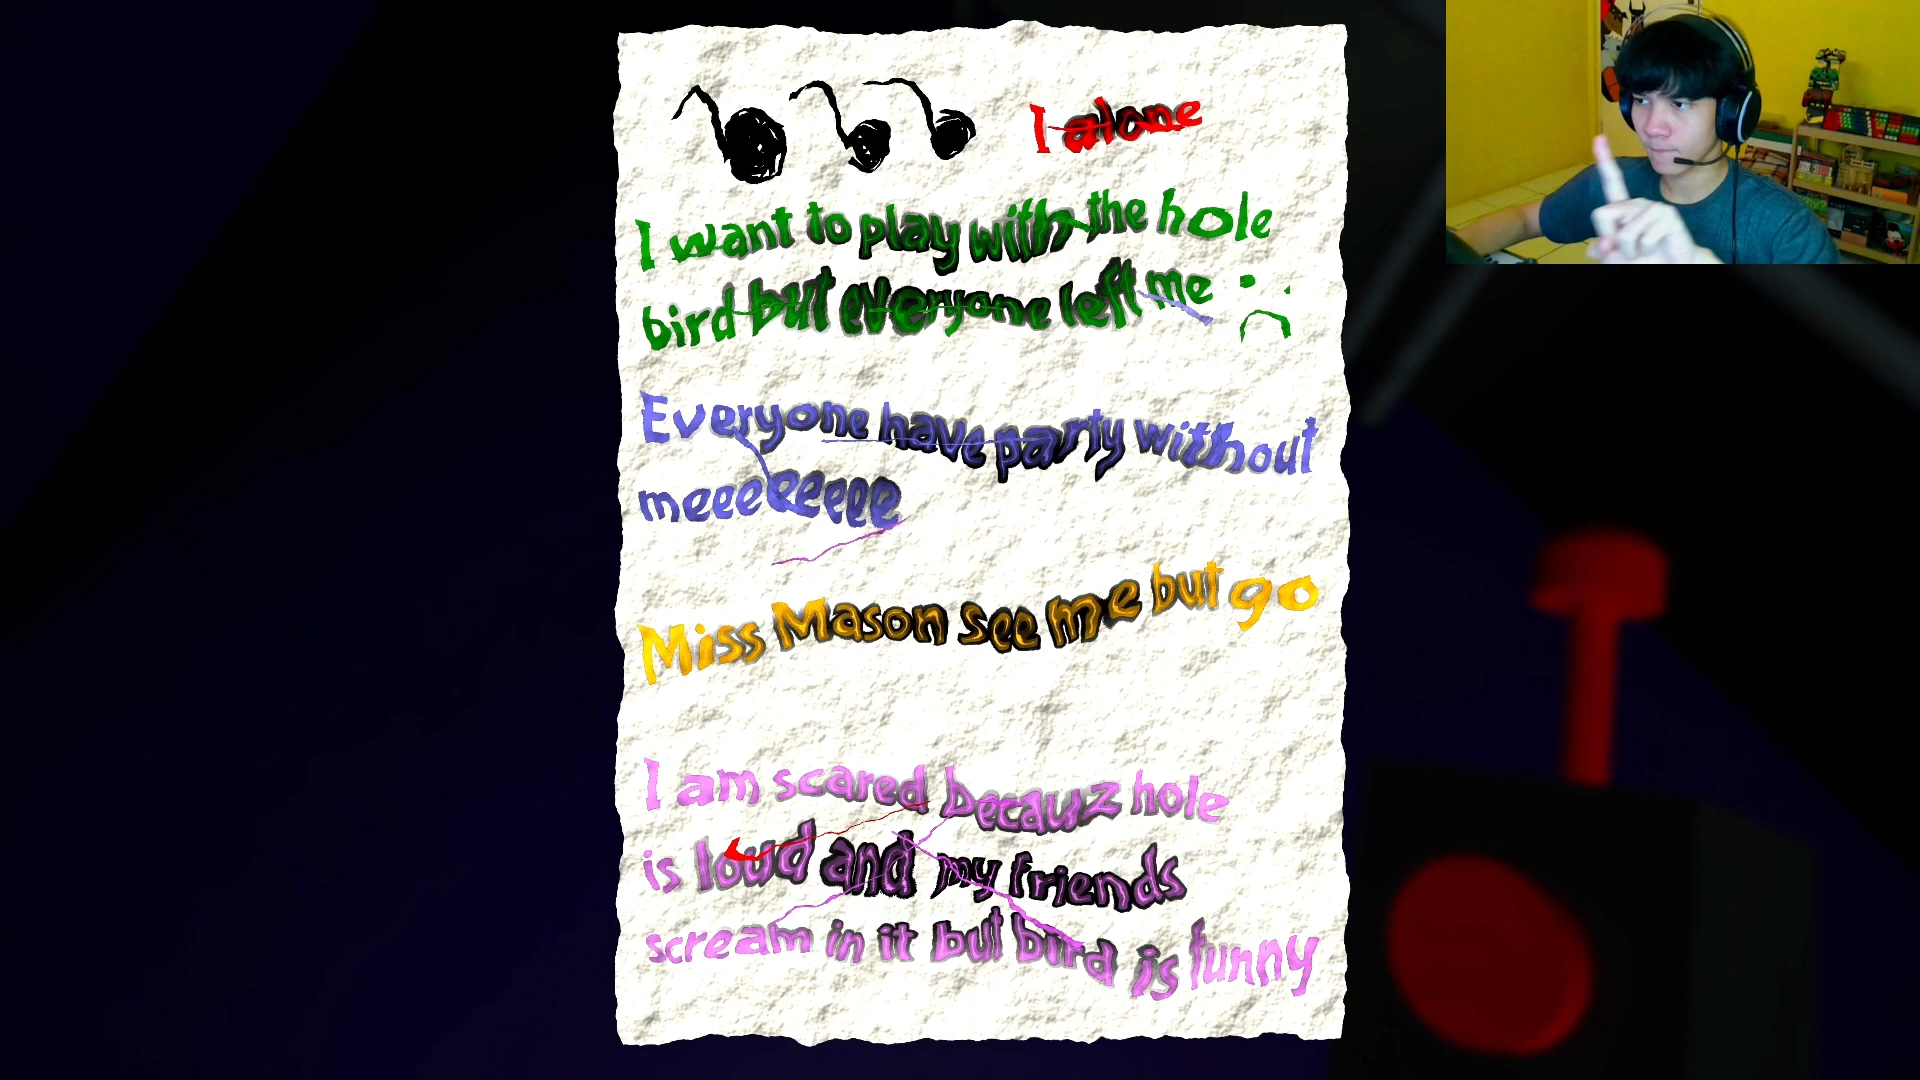 I alone
I want to play with the hole
bird but everyone left me
Everyone have party without
meeeeeeee
Miss Mason see me but go
I am scared becauz hole
is loud and my friends
scream in it but bird is funny